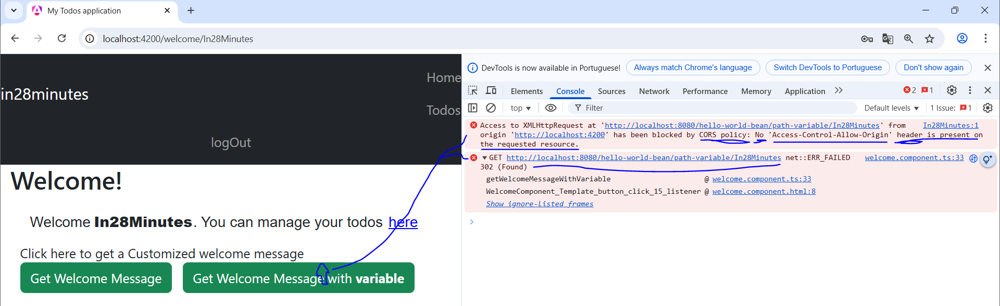 My Todos application
localhost:4200/welcome/In28Minutes
in28minutes
Home
Todos
logOut
Welcome!
Welcome In28Minutes. You can manage your todos here
Click here to get a Customized welcome message
Get Welcome Message
Get Welcome Message with variable
DevTools is now available in Portuguese!
Always match Chrome's language
Switch DevTools to Portuguese
Don't show again
Elements
Console
Sources
Network
Performance
Memory
Application
2
1
top
Filter
Default levels
1 Issue:
1
Access to XMLHttpRequest at 'http://localhost:8080/hello-world-bean/path-variable/In28Minutes' from In28Minutes:1
origin 'http://localhost:4200' has been blocked by CORS policy: No 'Access-Control-Allow-Origin' header is present on
the requested resource.
GET http://localhost:8080/hello-world-bean/path-variable/In28Minutes net::ERR_FAILED welcome.component.ts:33
302 (Found)
getWelcomeMessageWithVariable @ welcome.component.ts:33
WelcomeComponent_Template_button_click_15_listener @ welcome.component.html:8
Show ignore-listed frames